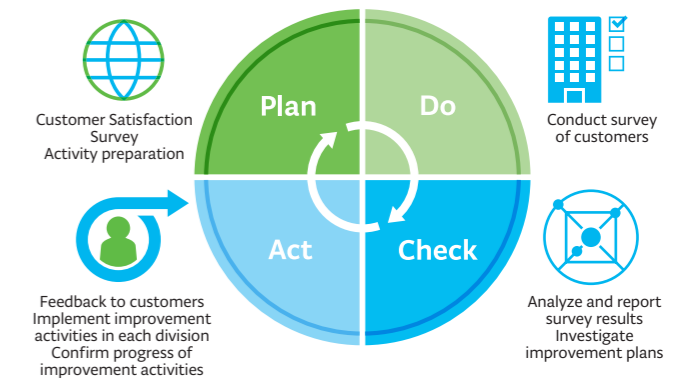 Plan
Do
Customer Satisfaction
Survey
Activity preparation
Conduct survey
of customers
Act
Check
Feedback to customers
Implement improvement
activities in each division
Confirm progress of
improvement activities
Analyze and report
survey results
Investigate
improvement plans